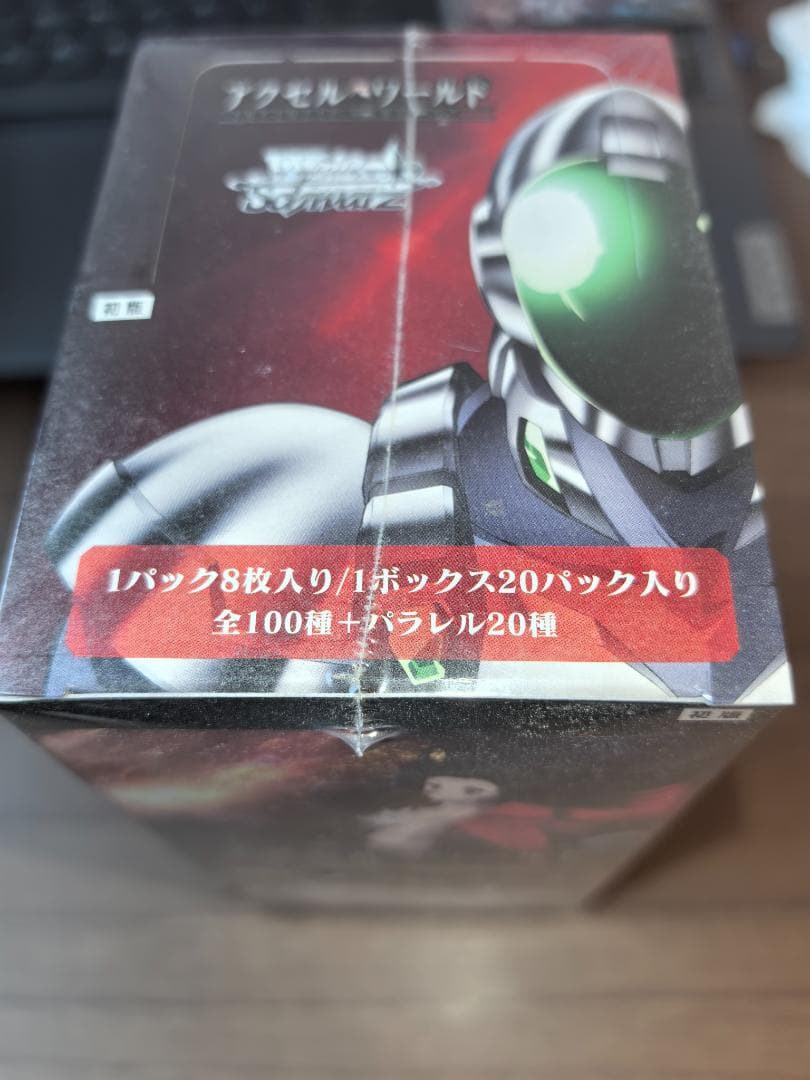 アクセル・ワールド
Weiß
Schwarz
初版
1パック8枚入り/1ボックス20パック入り
全100種＋パラレル20種
初版